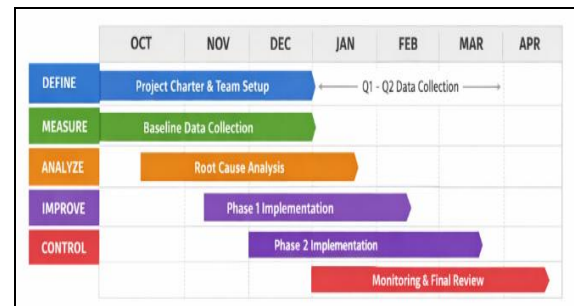 OCT NOV DEC JAN FEB MAR APR
DEFINE Project Charter & Team Setup Q1 - Q2 Data Collection
MEASURE Baseline Data Collection
ANALYZE Root Cause Analysis
IMPROVE Phase 1 Implementation
CONTROL Phase 2 Implementation
Monitoring & Final Review